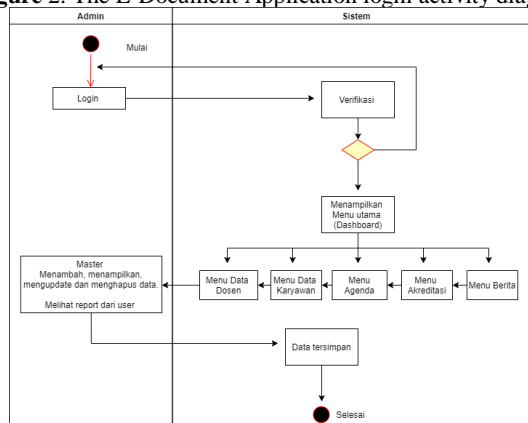 gure 2. The E-Document Application login activity diag
Admin
Sistem
Mulai
Login
Verifikasi
Menampilkan
Menu utama
(Dashboard)
Master
Menambah, menampilkan,
mengupdate dan menghapus data.
Melihat report dari user
Menu Data
Dosen
Menu Data
Karyawan
Menu
Agenda
Menu
Akreditasi
Menu Berita
Data tersimpan
Selesai